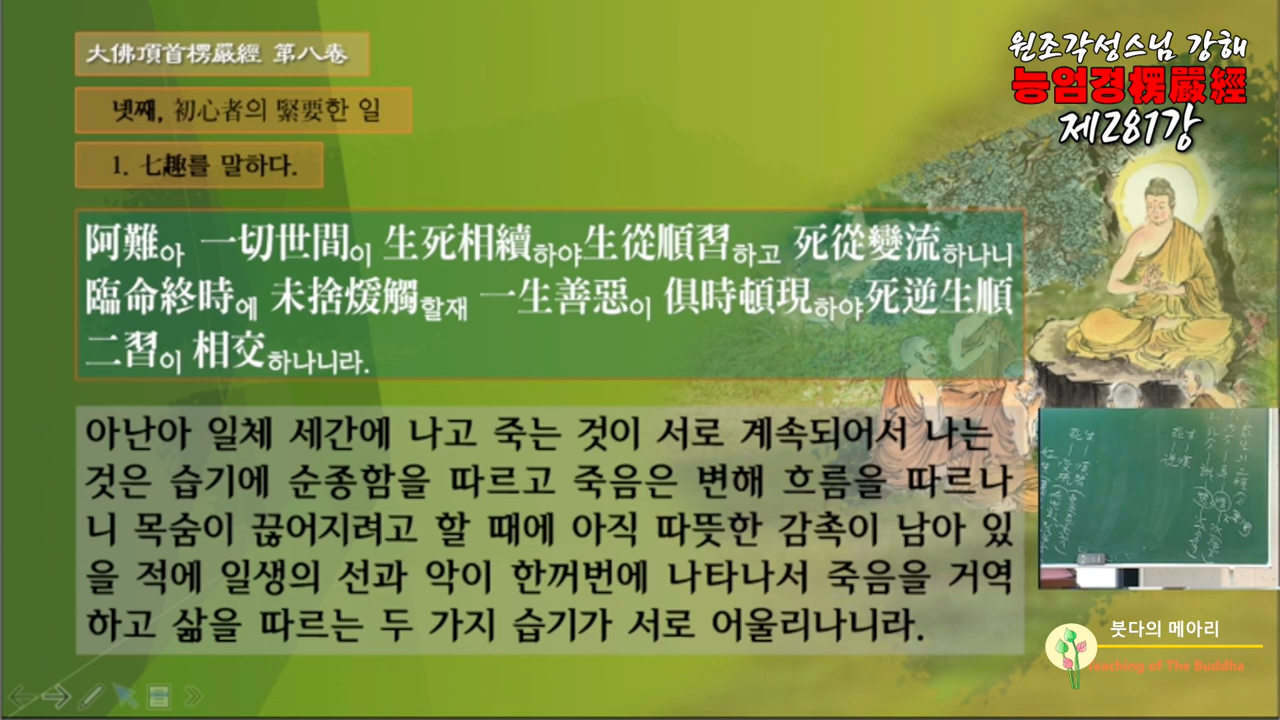 大佛頂首楞嚴經 第八卷
넷째, 初心者의 緊要한 일
1. 七趣를 말하다.
원조각성스님 강해
능엄경楞嚴經
제281강
阿難아 一切世間이 生死相續하야生從順習하고 死從變流하나니
臨命終時에 未捨煖觸할재 一生善惡이 俱時頓現하야死逆生順
二習이 相交하나니라.
아난아 일체 세간에 나고 죽는 것이 서로 계속되어서 나는
것은 습기에 순종함을 따르고 죽음은 변해 흐름을 따르나
니 목숨이 끊어지려고 할 때에 아직 따뜻한 감촉이 남아 있
을 적에 일생의 선과 악이 한꺼번에 나타나서 죽음을 거역
하고 삶을 따르는 두 가지 습기가 서로 어울리나니라.
붓다의 메아리
Teaching of The Buddha